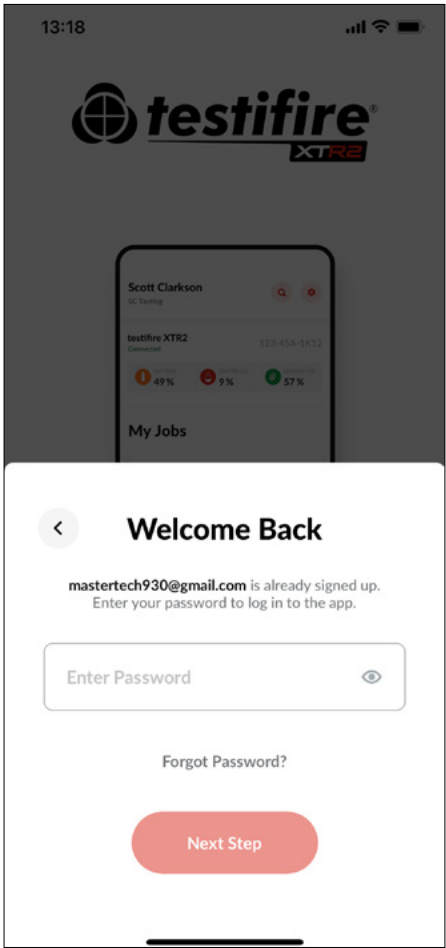 13:18
testifire®
XTR2
Scott Clarkson
SC Testing
testifire XTR2
123-45A-1K12
Connected
49%
9%
57%
My Jobs
Welcome Back
mastertech930@gmail.com is already signed up.
Enter your password to log in to the app.
Enter Password
Forgot Password?
Next Step